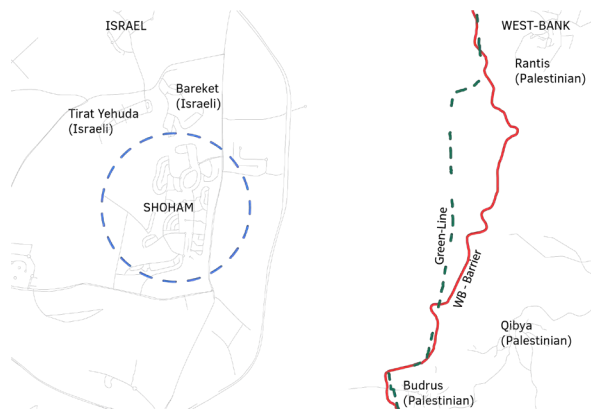 ISRAEL
WEST-BANK
Rantis
(Palestinian)
Bareket
(Israeli)
Tirat Yehuda
(Israeli)
SHOHAM
Green-Line
WB - Barrier
Qibya
(Palestinian)
Budrus
(Palestinian)